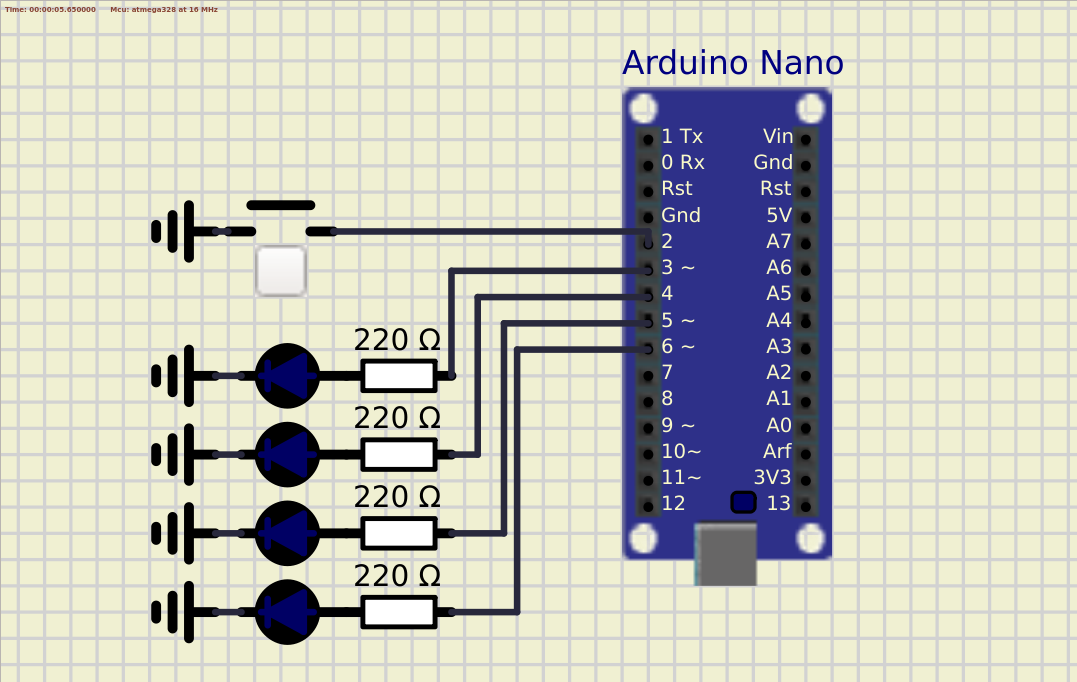 Time: 00:00:05.650000 Mcu: atmega328 at 16 MHz
Arduino Nano
1 Tx Vin
0 Rx Gnd
Rst Rst
Gnd 5V
2 A7
3 ~ A6
4 A5
5 ~ A4
6 ~ A3
7 A2
8 A1
9 ~ A0
10~ Arf
11~ 3V3
12 13
220 Ω
220 Ω
220 Ω
220 Ω